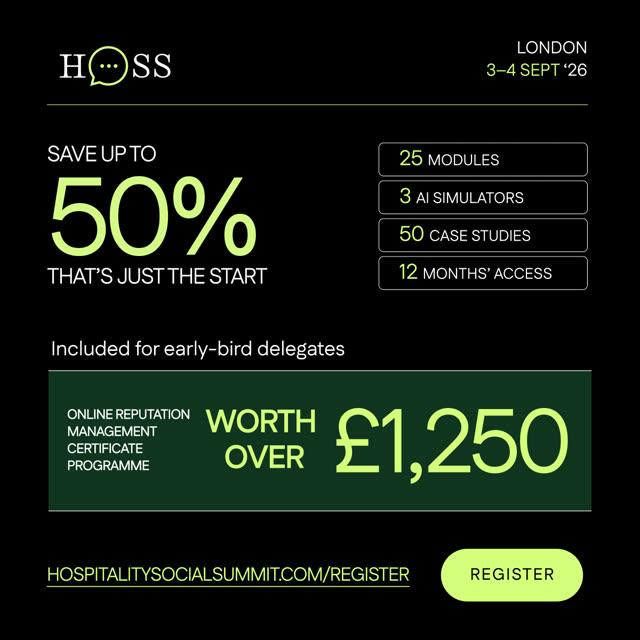 HOSS
LONDON
3–4 SEPT ‘26
SAVE UP TO
50%
THAT’S JUST THE START
25 MODULES
3 AI SIMULATORS
50 CASE STUDIES
12 MONTHS’ ACCESS
Included for early-bird delegates
ONLINE REPUTATION
MANAGEMENT
CERTIFICATE
PROGRAMME
WORTH
OVER
£1,250
HOSPITALITYSOCIALSUMMIT.COM/REGISTER
REGISTER